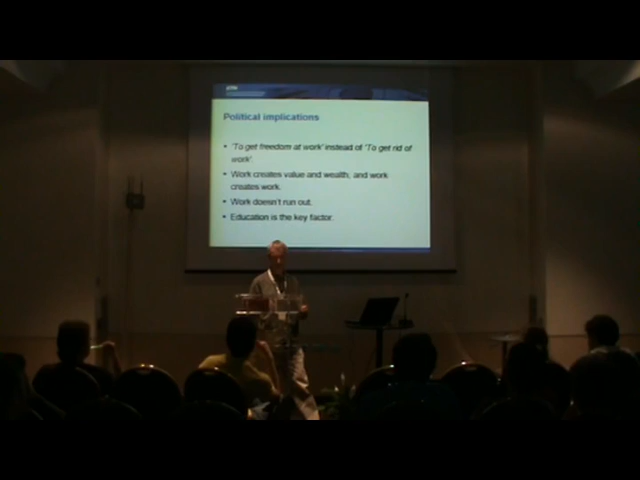 Political implications
• 'To get freedom at work' instead of 'To get rid of
work'.
• Work creates value and wealth, and work
creates work.
• Work doesn't run out.
• Education is the key factor.